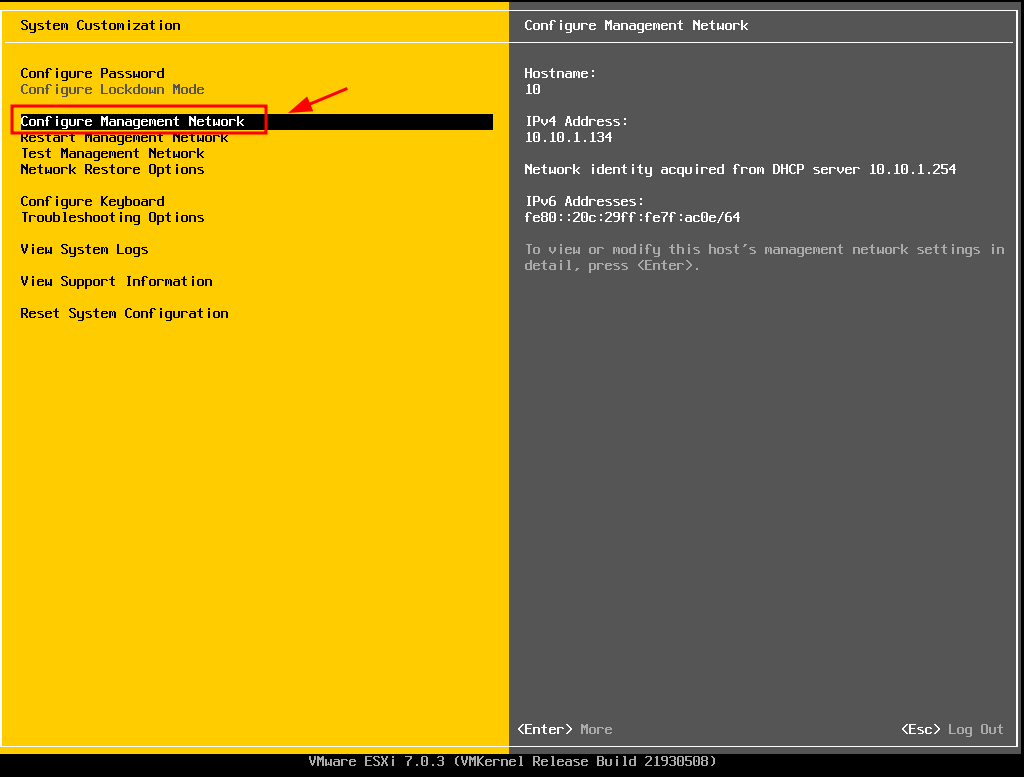 System Customization
Configure Password
Configure Lockdown Mode
Configure Management Network
Restart Management Network
Test Management Network
Network Restore Options
Configure Keyboard
Troubleshooting Options
View System Logs
View Support Information
Reset System Configuration
Configure Management Network
Hostname:
10
IPv4 Address:
10.10.1.134
Network identity acquired from DHCP server 10.10.1.254
IPv6 Addresses:
fe80::20c:29ff:fe7f:ac0e/64
To view or modify this host's management network settings in
detail, press <Enter>.
<Enter> More
<Esc> Log Out
VMware ESXi 7.0.3 (VMKernel Release Build 21930508)